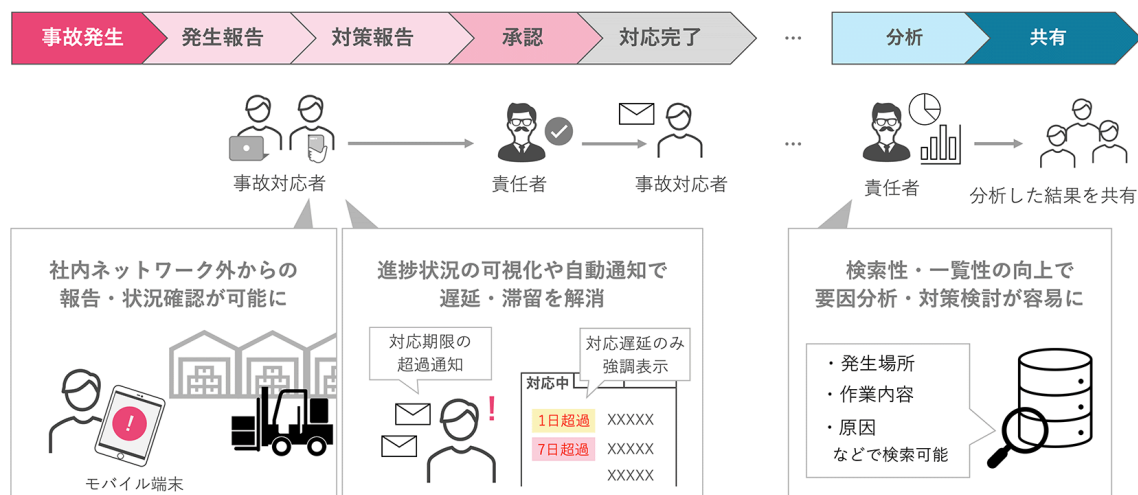 事故発生
発生報告
対策報告
承認
対応完了
…
分析
共有
事故対応者
責任者
事故対応者
…
責任者
分析した結果を共有
社内ネットワーク外からの
報告・状況確認が可能に
!
モバイル端末
進捗状況の可視化や自動通知で
遅延・滞留を解消
対応期限の
超過通知
!
対応遅延のみ
強調表示
対応中
1日超過 XXXXX
7日超過 XXXXX
XXXXX
検索性・一覧性の向上で
要因分析・対策検討が容易に
・発生場所
・作業内容
・原因
などで検索可能